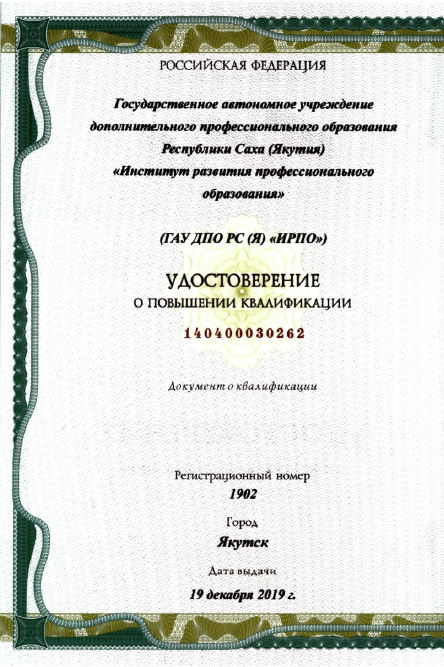 РОССИЙСКАЯ ФЕДЕРАЦИЯ
Государственное автономное учреждение
дополнительного профессионального образования
Республики Саха (Якутия)
«Институт развития профессионального
образования»
(ГАУ ДПО РС (Я) «ИРПО»)
УДОСТОВЕРЕНИЕ
О ПОВЫШЕНИИ КВАЛИФИКАЦИИ
140400030262
Документ о квалификации
Регистрационный номер
1902
Город
Якутск
Дата выдачи
19 декабря 2019 г.